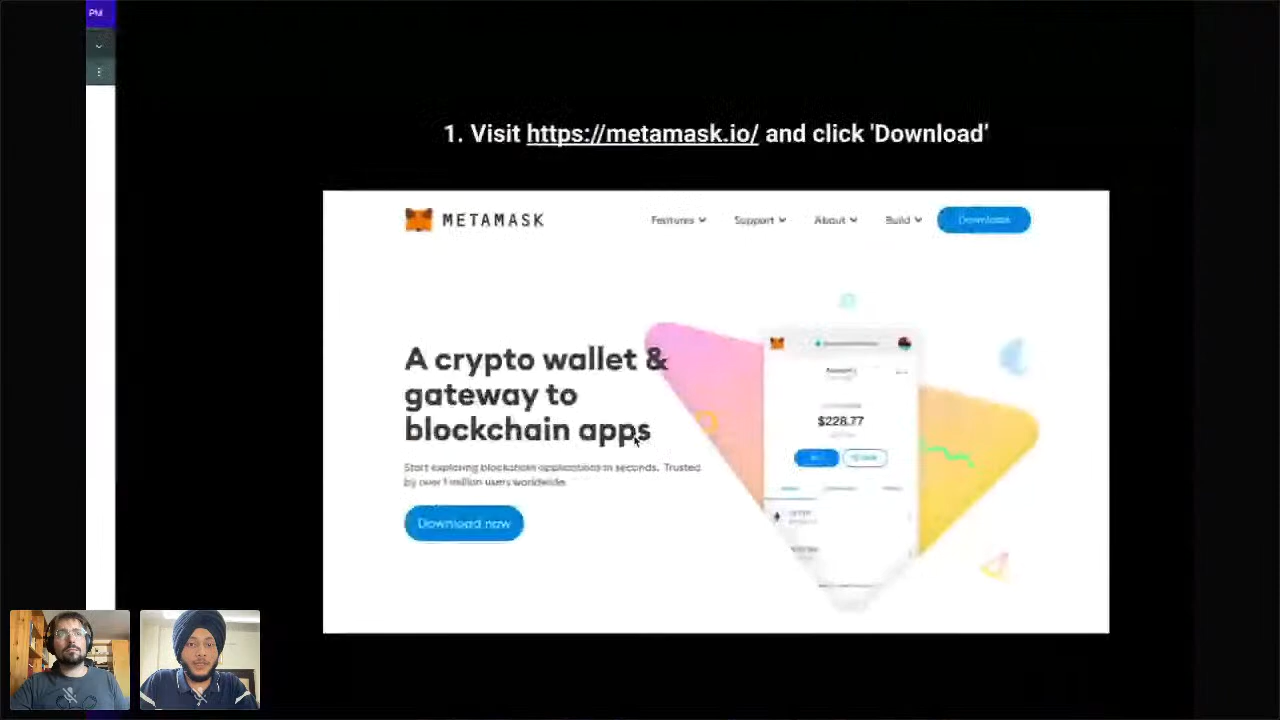 PM
1. Visit https://metamask.io/ and click 'Download'
METAMASK
Features Support About Build Download
A crypto wallet &
gateway to
blockchain apps
Start exploring blockchain applications in seconds. Trusted
by over 1 million users worldwide.
Download now
$228.77